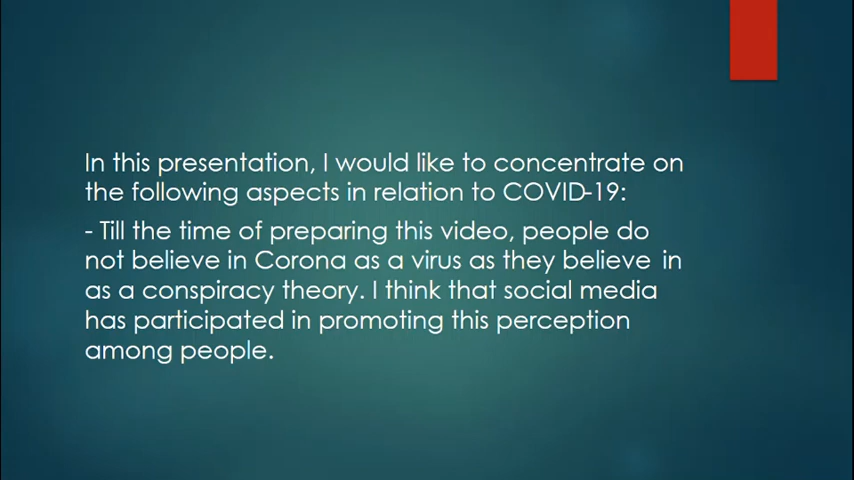 In this presentation, I would like to concentrate on
the following aspects in relation to COVID-19:
- Till the time of preparing this video, people do
not believe in Corona as a virus as they believe in
as a conspiracy theory. I think that social media
has participated in promoting this perception
among people.